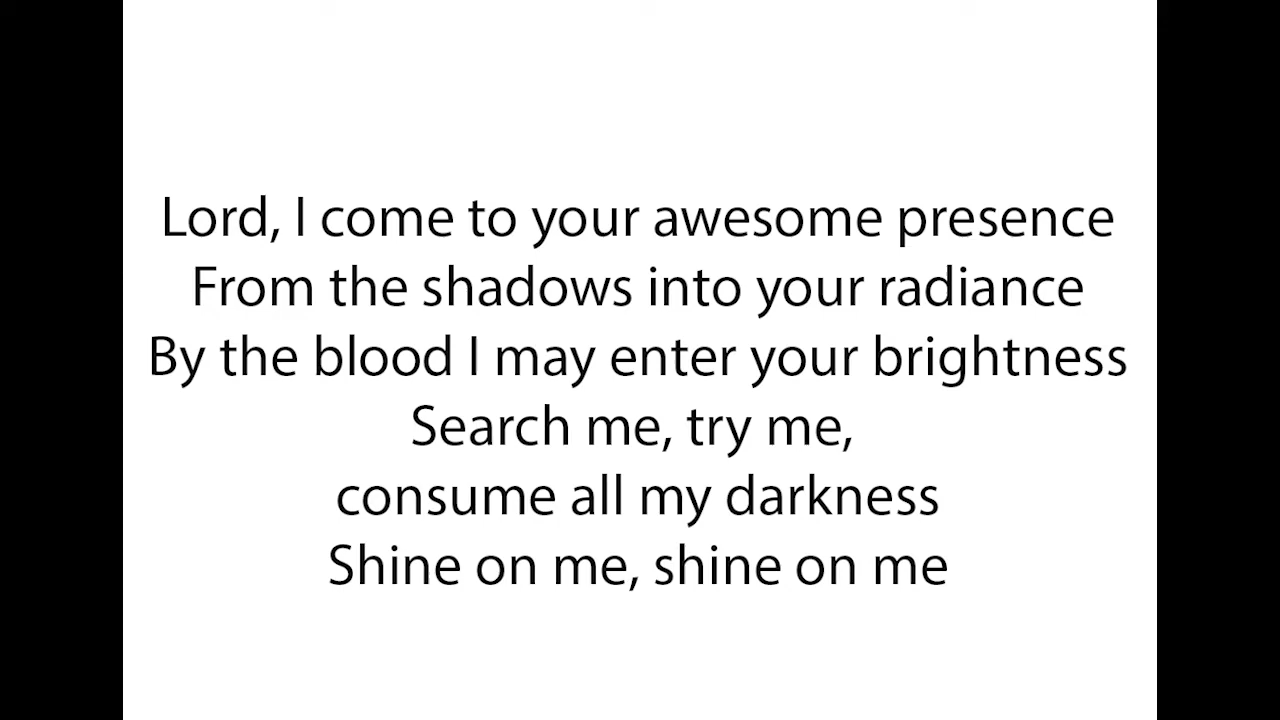 Lord, I come to your awesome presence
From the shadows into your radiance
By the blood I may enter your brightness
Search me, try me,
consume all my darkness
Shine on me, shine on me